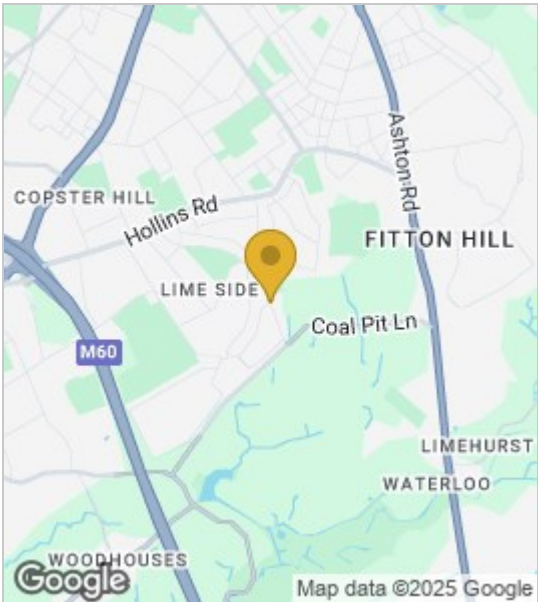 COPSTER HILL
Hollins Rd
Ashton Rd
FITTON HILL
LIME SIDE
Coal Pit Ln
M60
LIMEHURST
WATERLOO
WOODHOUSES
Google
Map data ©2025 Google